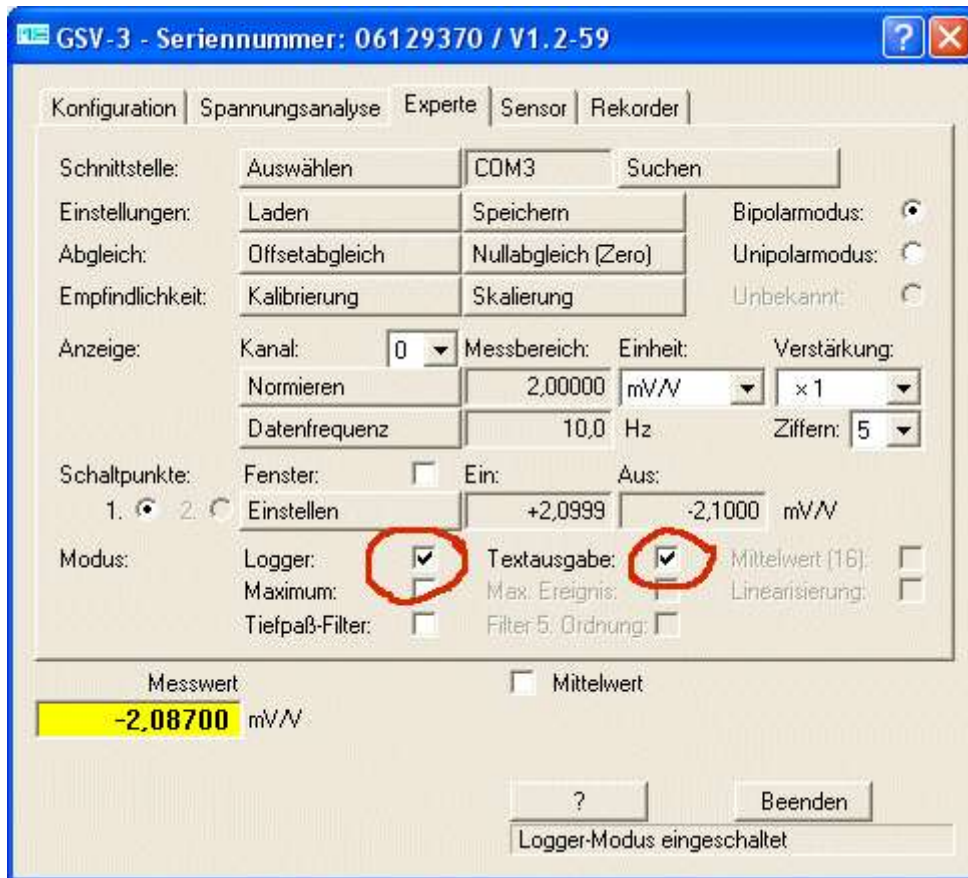 GSV-3 - Seriennummer: 06129370 / V1.2-59
Konfiguration Spannungsanalyse Experte Sensor Rekorder
Schnittstelle: Auswählen COM3 Suchen
Einstellungen: Laden Speichern Bipolarmodus:
Abgleich: Offsetabgleich Nullabgleich (Zero) Unipolarmodus:
Empfindlichkeit: Kalibrierung Skalierung Unbekannt:
Anzeige: Kanal: 0 Messbereich: Einheit: Verstärkung:
Normieren 2,00000 mV/V ×1
Datenfrequenz 10,0 Hz Ziffern: 5
Schaltpunkte: Fenster: Ein: Aus:
1. 2. Einstellen +2,0999 -2,1000 mV/V
Modus: Logger: Textausgabe: Mittelwert (16):
Maximum: Max. Ereignis: Linearisierung:
Tiefpaß-Filter: Filter 5. Ordnung:
Messwert Mittelwert
-2,08700 mV/V
? Beenden
Logger-Modus eingeschaltet